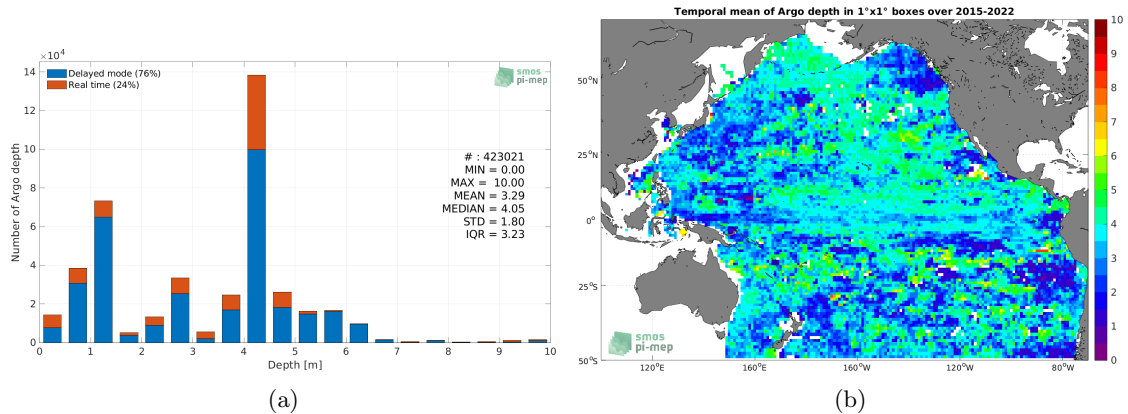 ×10⁴
14
12
10
8
6
4
2
0
Number of Argo depth
Delayed mode (76%)
Real time (24%)
smos
pi-mep
# : 423021
MIN = 0.00
MAX = 10.00
MEAN = 3.29
MEDIAN = 4.05
STD = 1.80
IQR = 3.23
0 1 2 3 4 5 6 7 8 9 10
Depth [m]
(a)
Temporal mean of Argo depth in 1°x1° boxes over 2015-2022
50°N
25°N
0°
25°S
50°S
smos
pi-mep
120°E 160°E 160°W 120°W 80°W
10
9
8
7
6
5
4
3
2
1
0
(b)